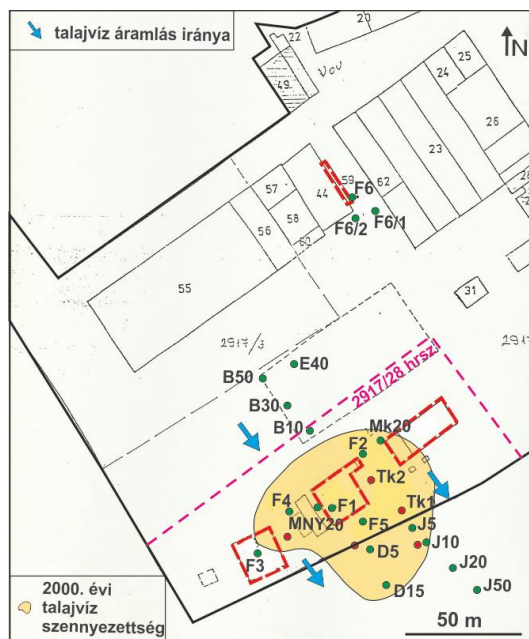 talajvíz áramlás iránya
N
22
20
49
25
24
26
23
59
62
44
F6
F6/1
F6/2
57
58
56
55
31
2917/28 hrsz
E40
B50
B30
B10
Mk20
F2
Tk2
Tk1
F4
F1
MNY20
F5
J5
D5
J10
F3
J20
D15
J50
2000. évi
talajvíz
szennyezettség
50 m